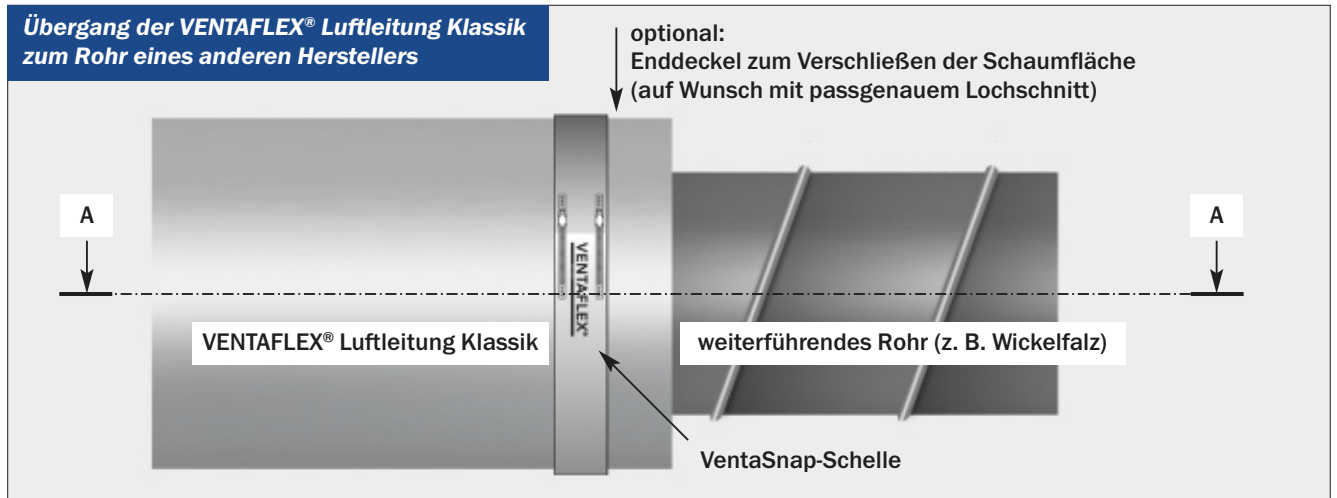 Übergang der VENTAFLEX® Luftleitung Klassik
zum Rohr eines anderen Herstellers
optional:
Enddeckel zum Verschließen der Schaumfläche
(auf Wunsch mit passgenauem Lochschnitt)
A
A
VENTAFLEX®
VENTAFLEX® Luftleitung Klassik
weiterführendes Rohr (z. B. Wickelfalz)
VentaSnap-Schelle